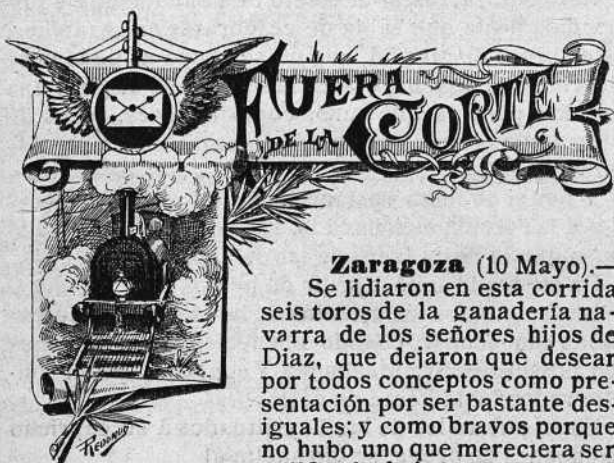 FUERA
DE LA CORTE
Zaragoza (10 Mayo).—
Se lidiaron en esta corrida
seis toros de la ganadería na-
varra de los señores hijos de
Diaz, que dejaron que desear
por todos conceptos como pre-
sentación por ser bastante des-
iguales; y como bravos porque
no hubo uno que mereciera ser
REDONDO